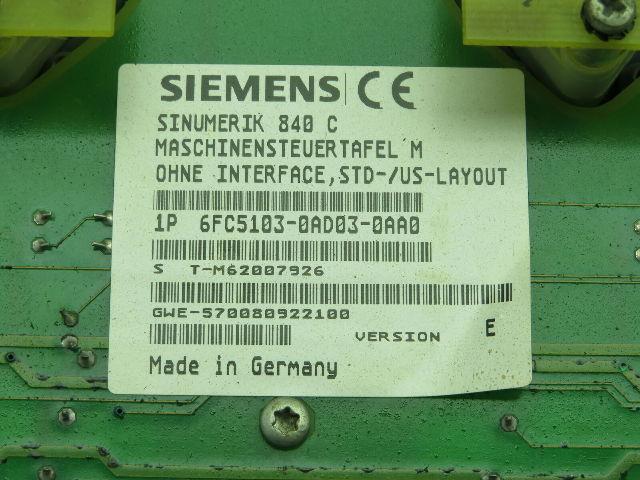 SIEMENS CE
SINUMERIK 840 C
MASCHINENSTEUERTAFEL M
OHNE INTERFACE,STD-/US-LAYOUT
1P 6FC5103-0AD03-0AA0
S T-M62007926
GWE-570080922100
VERSION E
Made in Germany